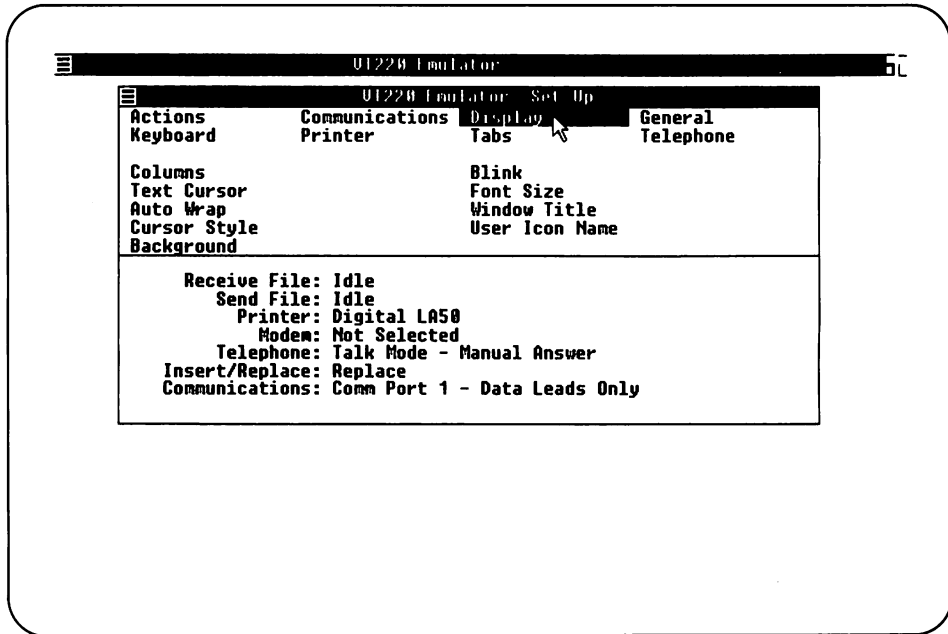 VT220 Emulator
VT220 Emulator Set Up
Actions Communications Display General
Keyboard Printer Tabs Telephone
Columns Blink
Text Cursor Font Size
Auto Wrap Window Title
Cursor Style User Icon Name
Background
Receive File: Idle
Send File: Idle
Printer: Digital LA50
Modem: Not Selected
Telephone: Talk Mode - Manual Answer
Insert/Replace: Replace
Communications: Comm Port 1 - Data Leads Only